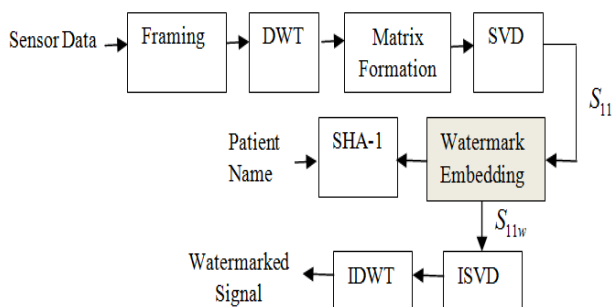 Sensor Data
Framing
DWT
Matrix
Formation
SVD
S11
Patient
Name
SHA-1
Watermark
Embedding
S11w
Watermarked
Signal
IDWT
ISVD